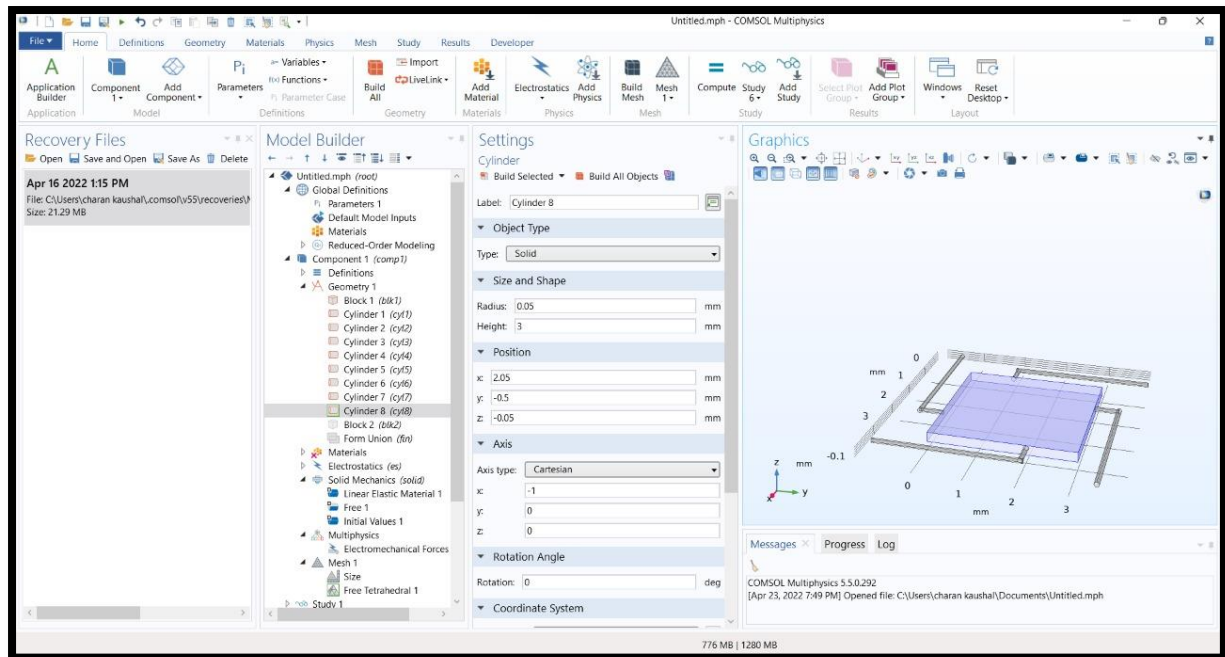 Untitled.mph - COMSOL Multiphysics
File Home Definitions Geometry Materials Physics Mesh Study Results Developer
Application Builder
Component 1
Add Component
Pi Parameters
a= Variables
f(x) Functions
Pi Parameter Case
Build All
Import
LiveLink
Add Material
Electrostatics
Add Physics
Build Mesh
Mesh 1
Compute
Study 6
Add Study
Select Plot Group
Add Plot Group
Windows
Reset Desktop
Application Model Definitions Geometry Materials Physics Mesh Study Results Layout
Recovery Files
Open Save and Open Save As Delete
Apr 16 2022 1:15 PM
File: C:\Users\charan kaushal\.comsol\v55\recoveries\
Size: 21.29 MB
Model Builder
Untitled.mph (root)
Global Definitions
Pi Parameters 1
Default Model Inputs
Materials
Reduced-Order Modeling
Component 1 (comp1)
Definitions
Geometry 1
Block 1 (blk1)
Cylinder 1 (cyl1)
Cylinder 2 (cyl2)
Cylinder 3 (cyl3)
Cylinder 4 (cyl4)
Cylinder 5 (cyl5)
Cylinder 6 (cyl6)
Cylinder 7 (cyl7)
Cylinder 8 (cyl8)
Block 2 (blk2)
Form Union (fin)
Materials
Electrostatics (es)
Solid Mechanics (solid)
Linear Elastic Material 1
Free 1
Initial Values 1
Multiphysics
Electromechanical Forces
Mesh 1
Size
Free Tetrahedral 1
Study 1
Settings
Cylinder
Build Selected Build All Objects
Label: Cylinder 8
Object Type
Type: Solid
Size and Shape
Radius: 0.05 mm
Height: 3 mm
Position
x: 2.05 mm
y: -0.5 mm
z: -0.05 mm
Axis
Axis type: Cartesian
x: -1
y: 0
z: 0
Rotation Angle
Rotation: 0 deg
Coordinate System
Graphics
0
mm 1
2
3
-0.1
z mm
x y
0
1
2
mm 3
Messages Progress Log
COMSOL Multiphysics 5.5.0.292
[Apr 23, 2022 7:49 PM] Opened file: C:\Users\charan kaushal\Documents\Untitled.mph
776 MB | 1280 MB